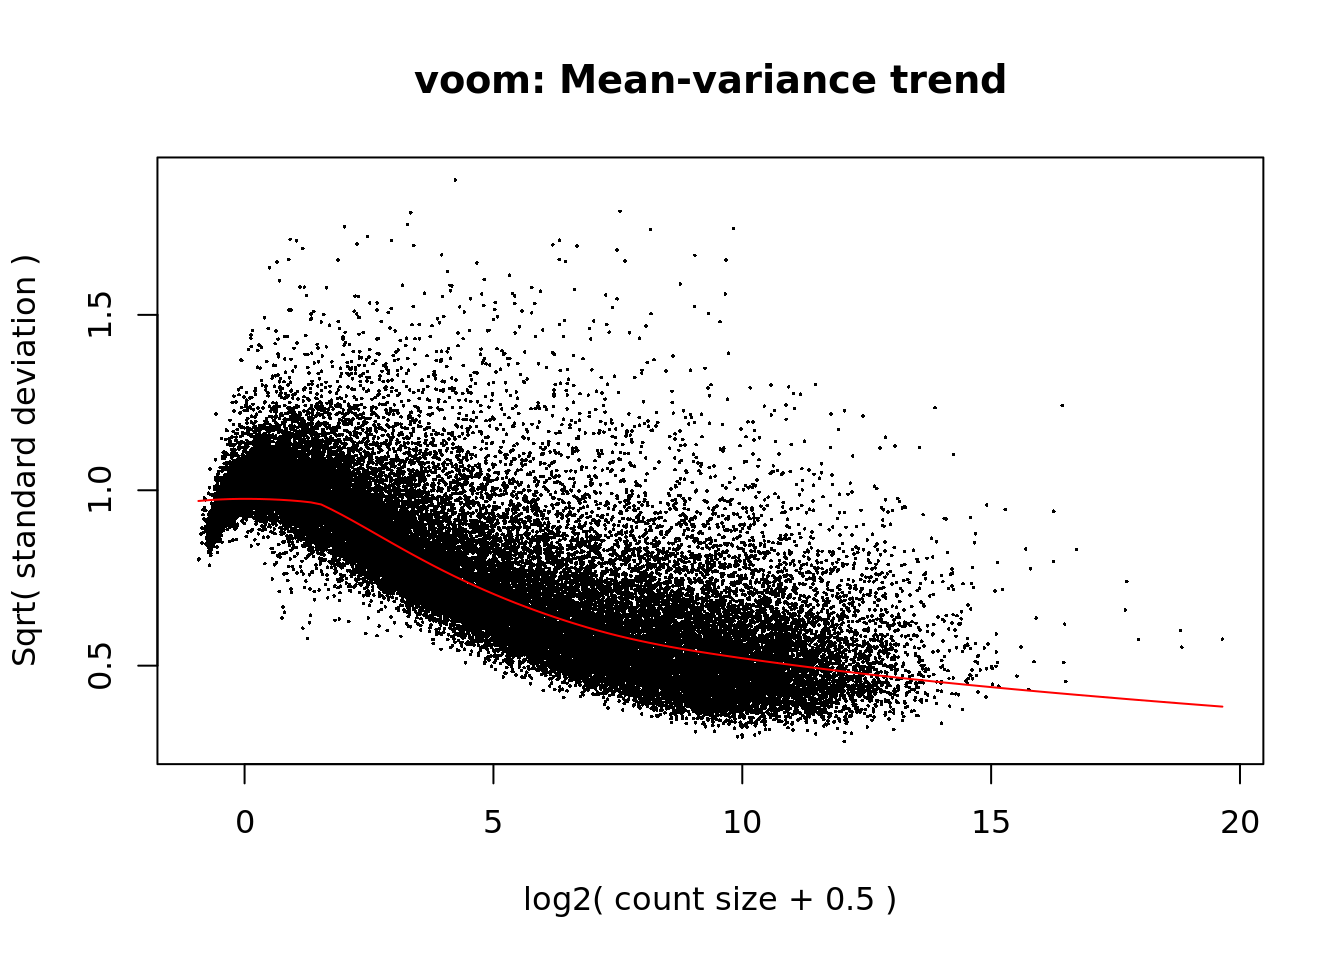 voom: Mean-variance trend
Sqrt( standard deviation )
1.5
1.0
0.5
0 5 10 15 20
log2( count size + 0.5 )